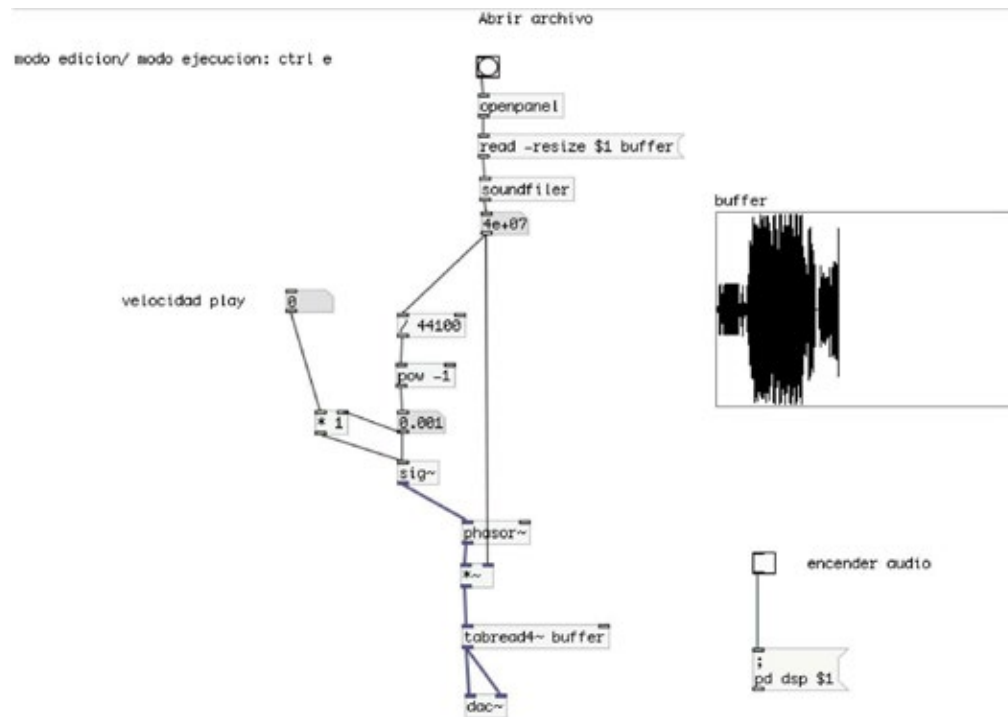 Abrir archivo
modo edicion/ modo ejecucion: ctrl e
openpanel
read -resize $1 buffer
soundfiler
4e+07
buffer
velocidad play
0
/ 44100
pow -1
* 1
0.001
sig~
phasor~
*~
encender audio
tabread4~ buffer
;
pd dsp $1
dac~